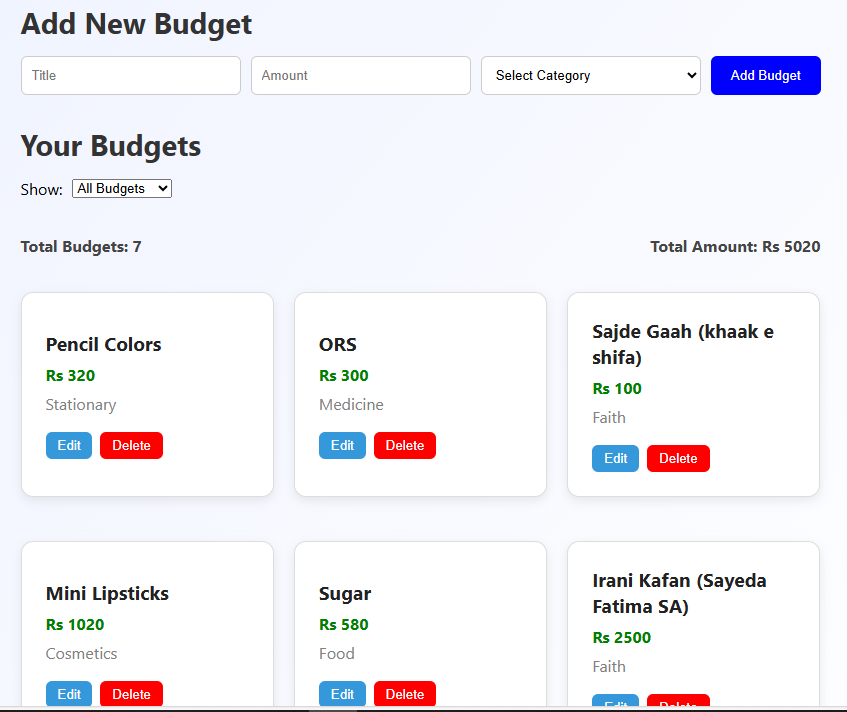 Add New Budget
Title Amount Select Category Add Budget
Your Budgets
Show: All Budgets
Total Budgets: 7 Total Amount: Rs 5020
Pencil Colors
Rs 320
Stationary
Edit Delete
ORS
Rs 300
Medicine
Edit Delete
Sajde Gaah (khaak e
shifa)
Rs 100
Faith
Edit Delete
Mini Lipsticks
Rs 1020
Cosmetics
Edit Delete
Sugar
Rs 580
Food
Edit Delete
Irani Kafan (Sayeda
Fatima SA)
Rs 2500
Faith
Edit Delete